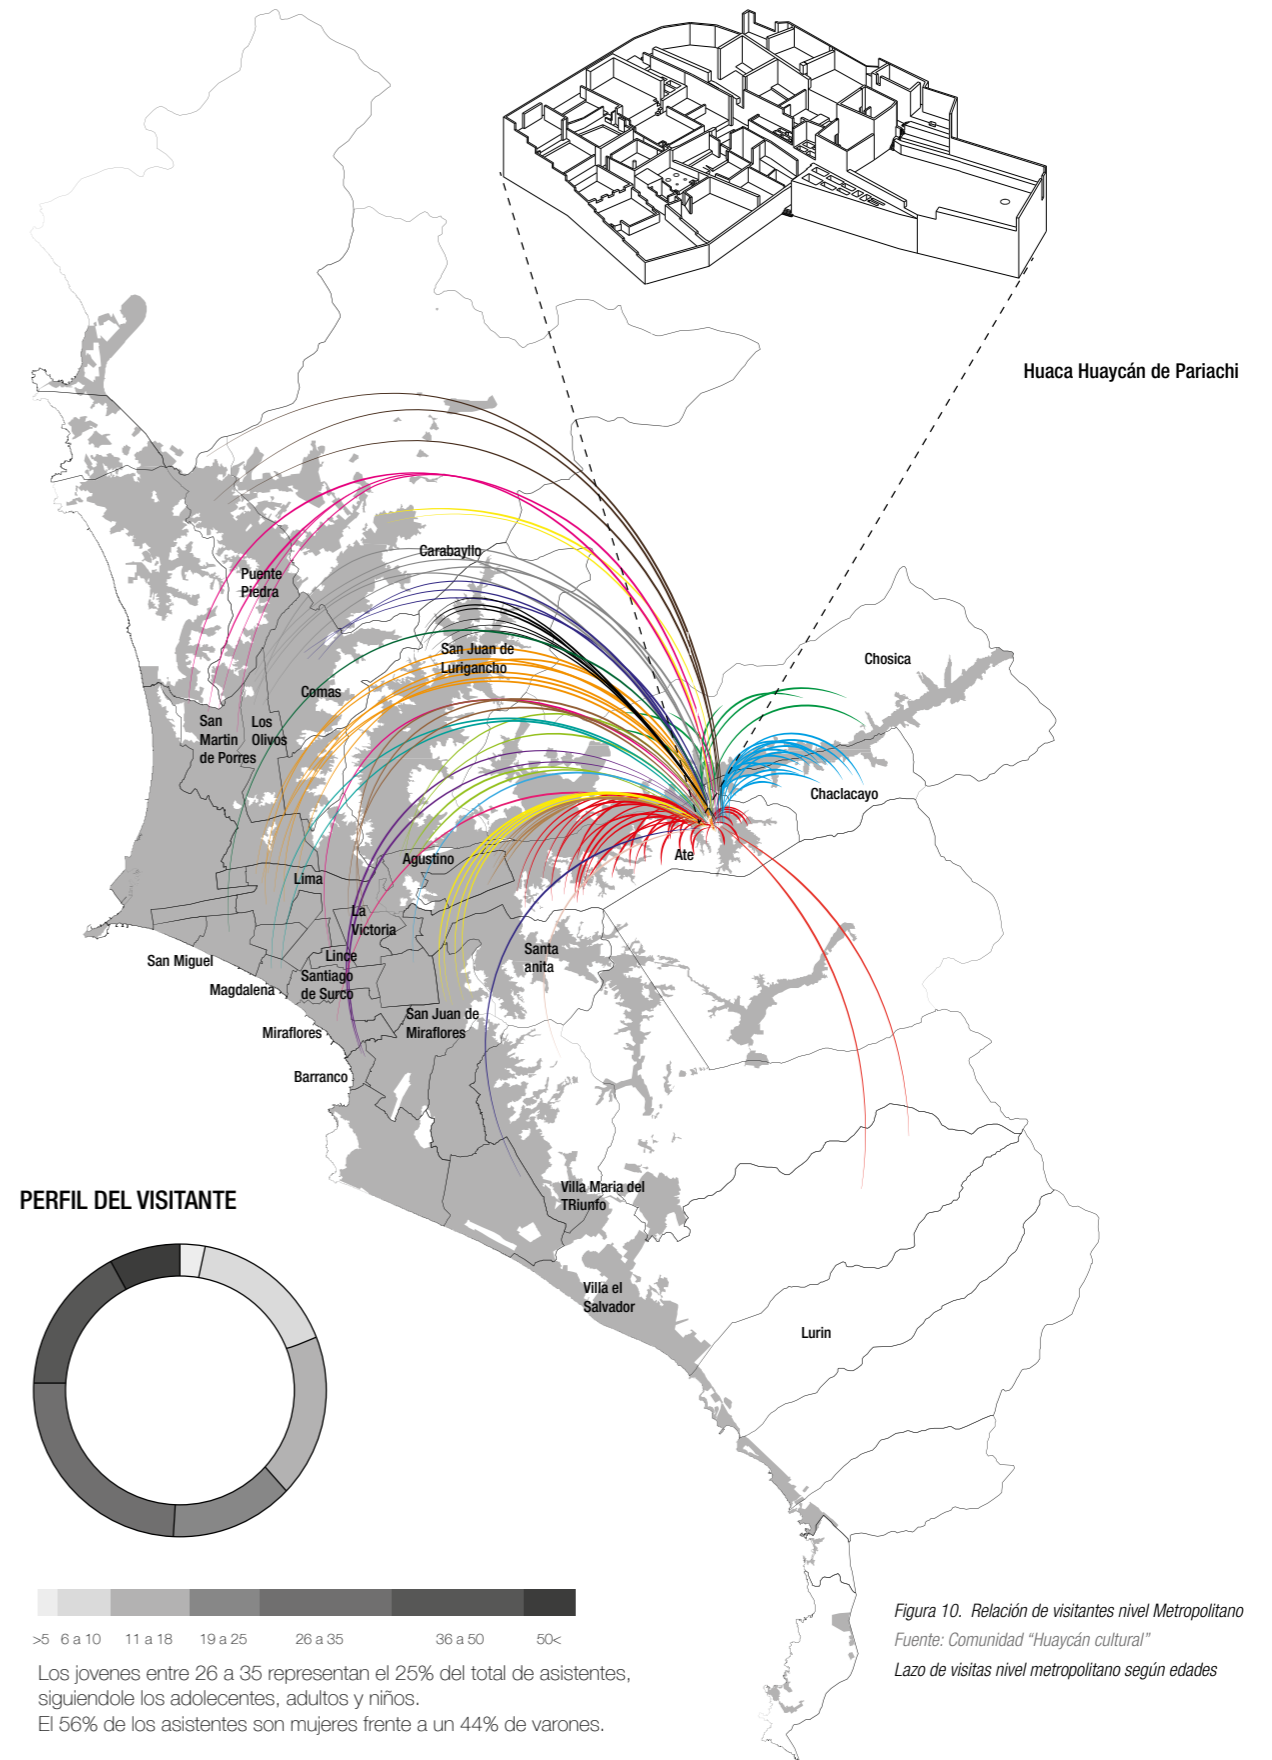 Huaca Huaycán de Pariachi
Carabayllo
Puente
Piedra
San Juan de
Lurigancho
Chosica
Comas
San
Martin
de Porres
Los
Olivos
Chaclacayo
Agustino
Ate
Lima
La
Victoria
San Miguel
Lince
Santa
anita
Santiago
de Surco
Magdalena
San Juan de
Miraflores
Miraflores
Barranco
PERFIL DEL VISITANTE
Villa Maria del
TRiunfo
Villa el
Salvador
Lurin
>5 6 a 10 11 a 18 19 a 25 26 a 35 36 a 50 50<
Los jovenes entre 26 a 35 representan el 25% del total de asistentes,
siguiendole los adolecentes, adultos y niños.
El 56% de los asistentes son mujeres frente a un 44% de varones.
Figura 10. Relación de visitantes nivel Metropolitano
Fuente: Comunidad “Huaycán cultural”
Lazo de visitas nivel metropolitano según edades